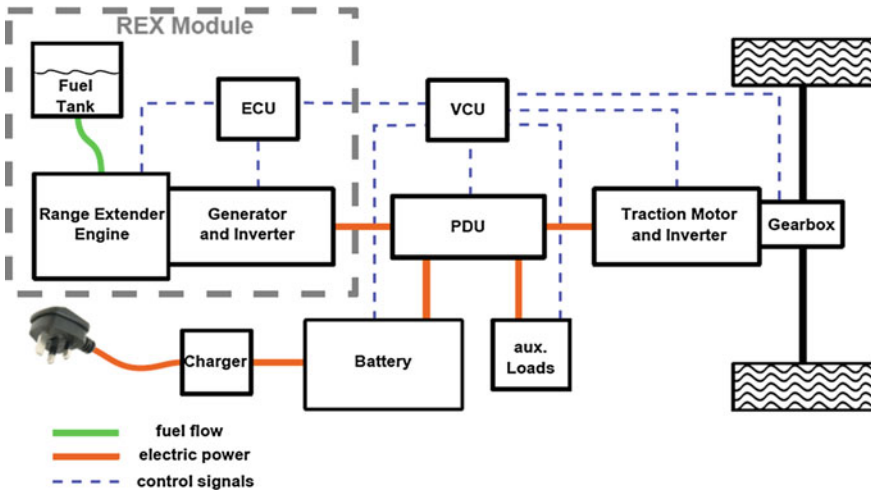 REX Module
Fuel
Tank
ECU
VCU
Range Extender
Engine
Generator
and Inverter
PDU
Traction Motor
and Inverter
Gearbox
Charger
Battery
aux.
Loads
fuel flow
electric power
control signals